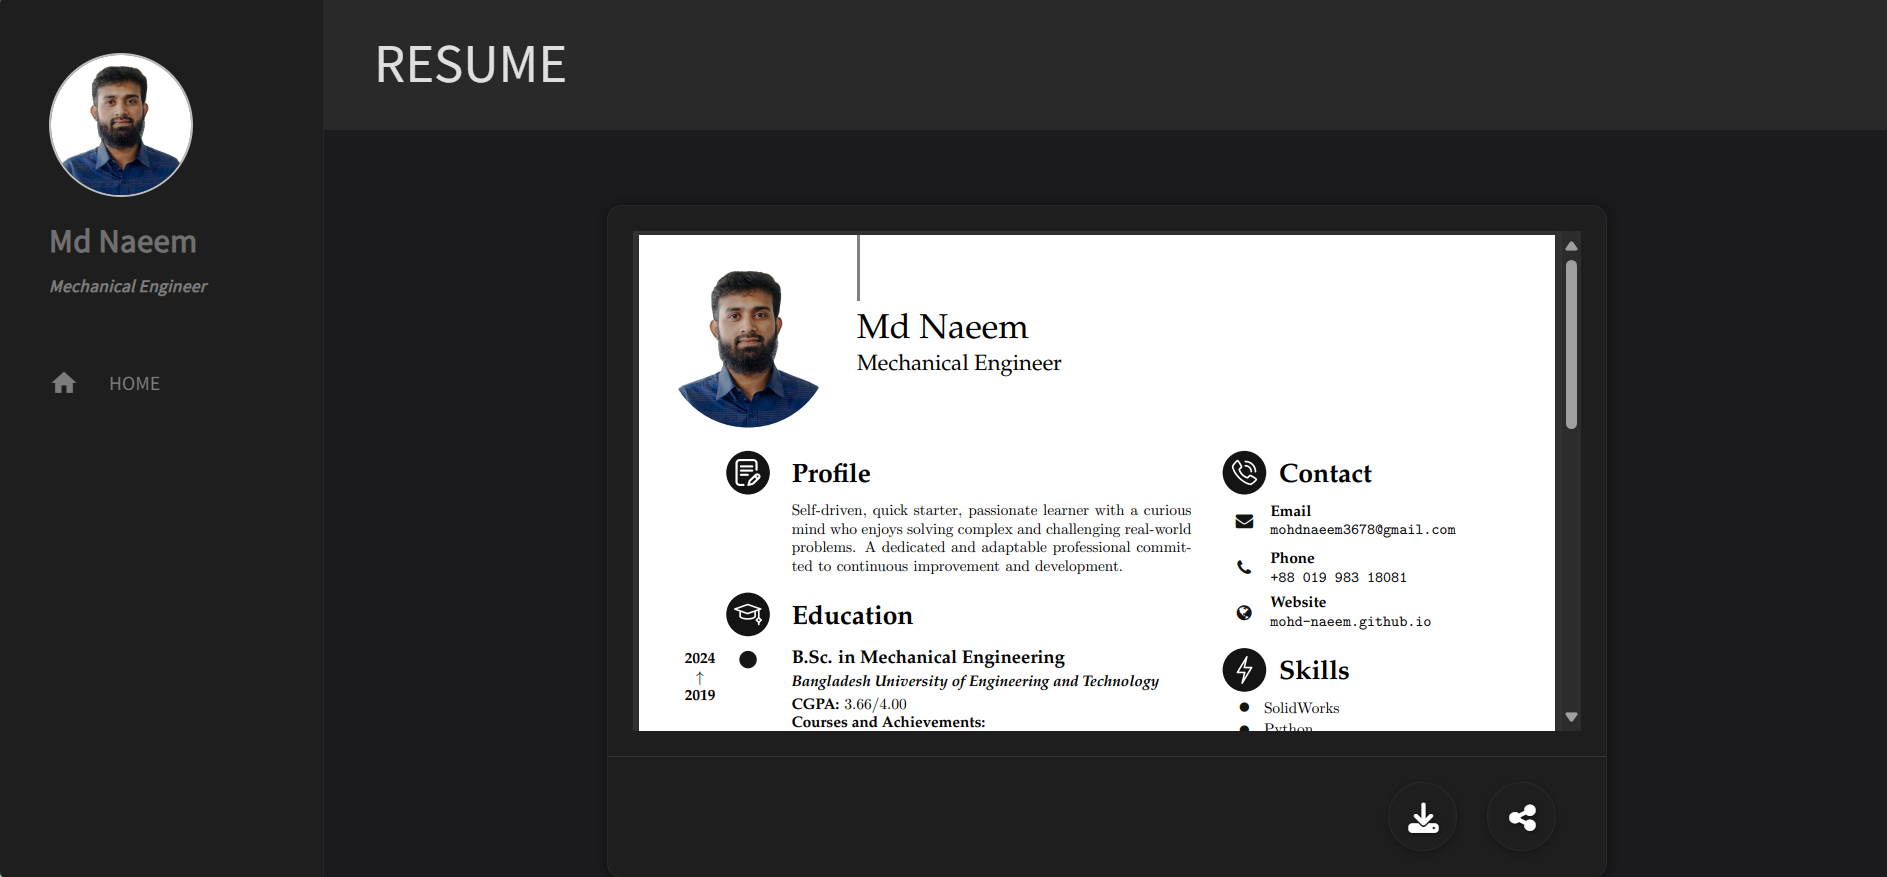 RESUME
Md Naeem
Mechanical Engineer
HOME
Md Naeem
Mechanical Engineer
Profile
Self-driven, quick starter, passionate learner with a curious
mind who enjoys solving complex and challenging real-world
problems. A dedicated and adaptable professional commit-
ted to continuous improvement and development.
Education
2024
↑
2019
B.Sc. in Mechanical Engineering
Bangladesh University of Engineering and Technology
CGPA: 3.66/4.00
Courses and Achievements:
Contact
Email
mohdnaeem3678@gmail.com
Phone
+88 019 983 18081
Website
mohd-naeem.github.io
Skills
SolidWorks
Python